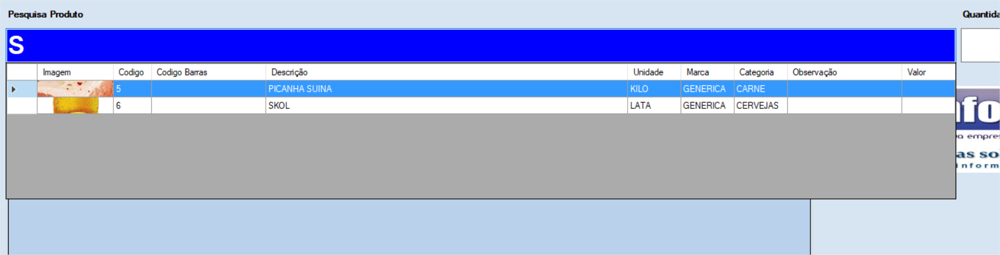 Pesquisa Produto Quantida
S
Imagem Codigo Codigo Barras Descrição Unidade Marca Categoria Observação Valor
5 PICANHA SUINA KILO GENERICA CARNE
6 SKOL LATA GENERICA CERVEJAS
nfo
a empres
as so
inform